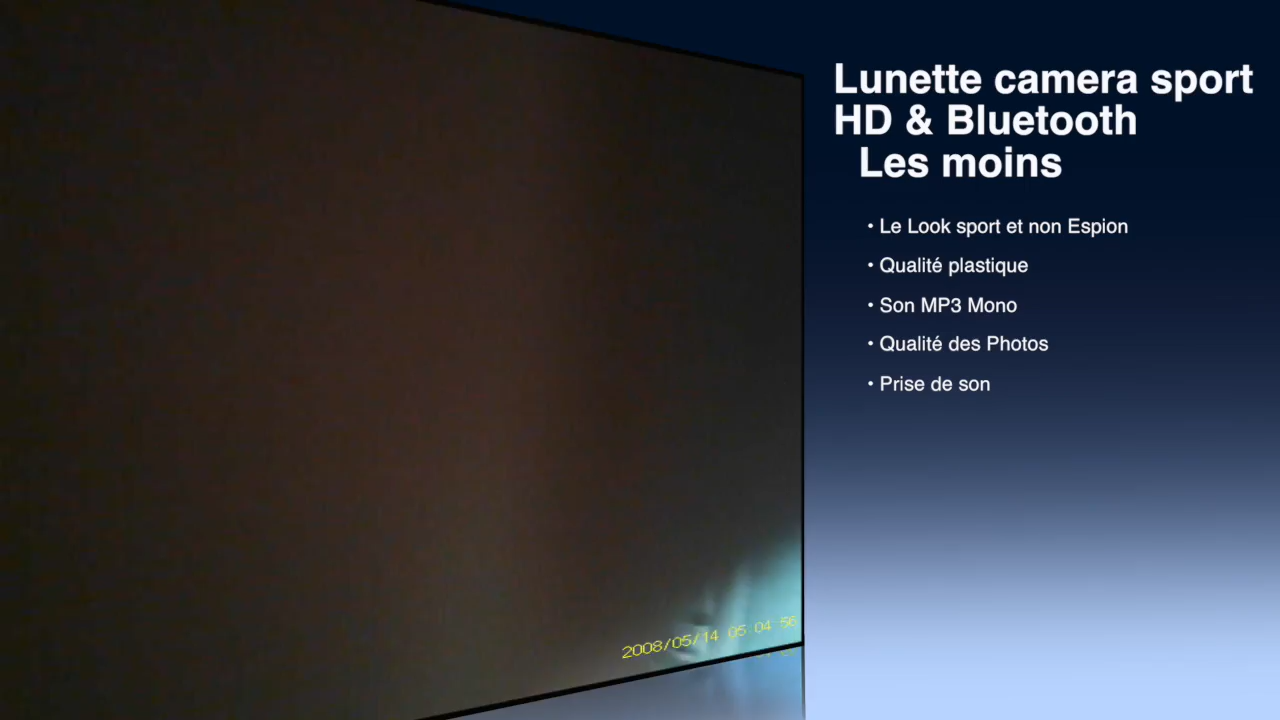 Lunette camera sport
HD & Bluetooth
Les moins
• Le Look sport et non Espion
• Qualité plastique
• Son MP3 Mono
• Qualité des Photos
• Prise de son
2008/05/14 05 04 56